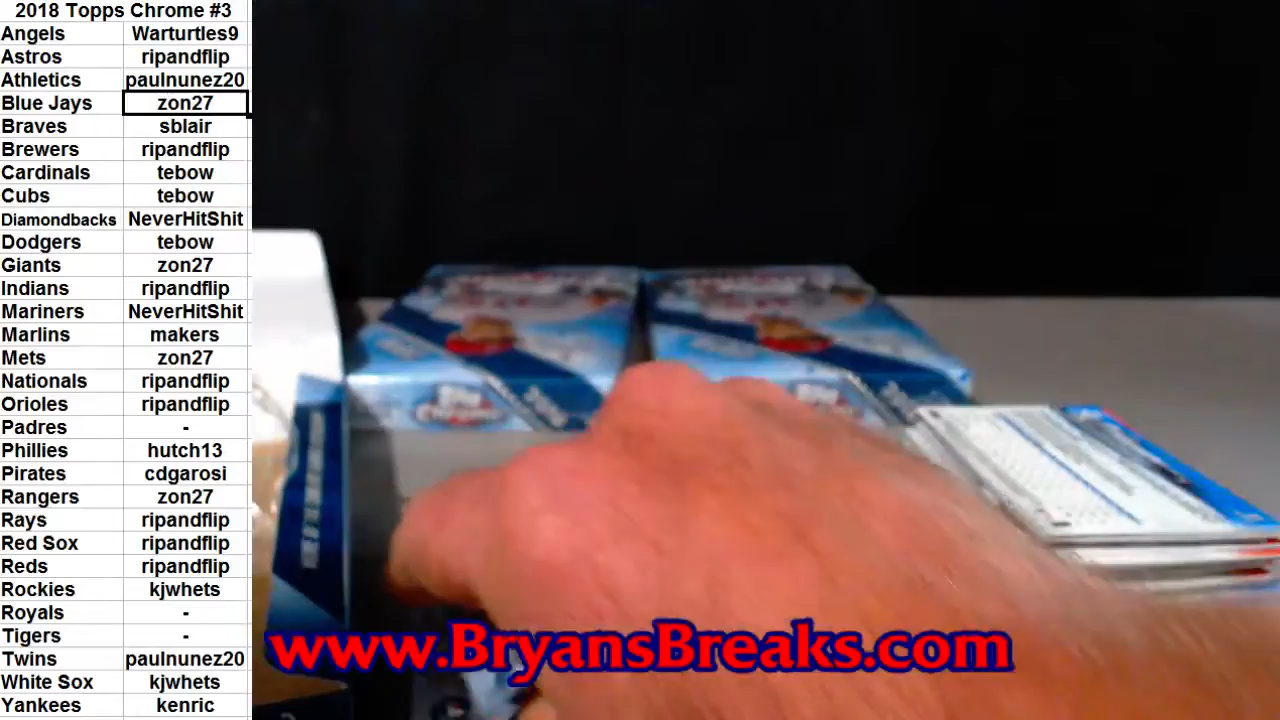 2018 Topps Chrome #3
Angels Warturtles9
Astros ripandflip
Athletics paulnunez20
Blue Jays zon27
Braves sblair
Brewers ripandflip
Cardinals tebow
Cubs tebow
Diamondbacks NeverHitShit
Dodgers tebow
Giants zon27
Indians ripandflip
Mariners NeverHitShit
Marlins makers
Mets zon27
Nationals ripandflip
Orioles ripandflip
Padres -
Phillies hutch13
Pirates cdgarosi
Rangers zon27
Rays ripandflip
Red Sox ripandflip
Reds ripandflip
Rockies kjwhets
Royals -
Tigers -
Twins paulnunez20
White Sox kjwhets
Yankees kenric
Topps Chrome
www.BryansBreaks.com